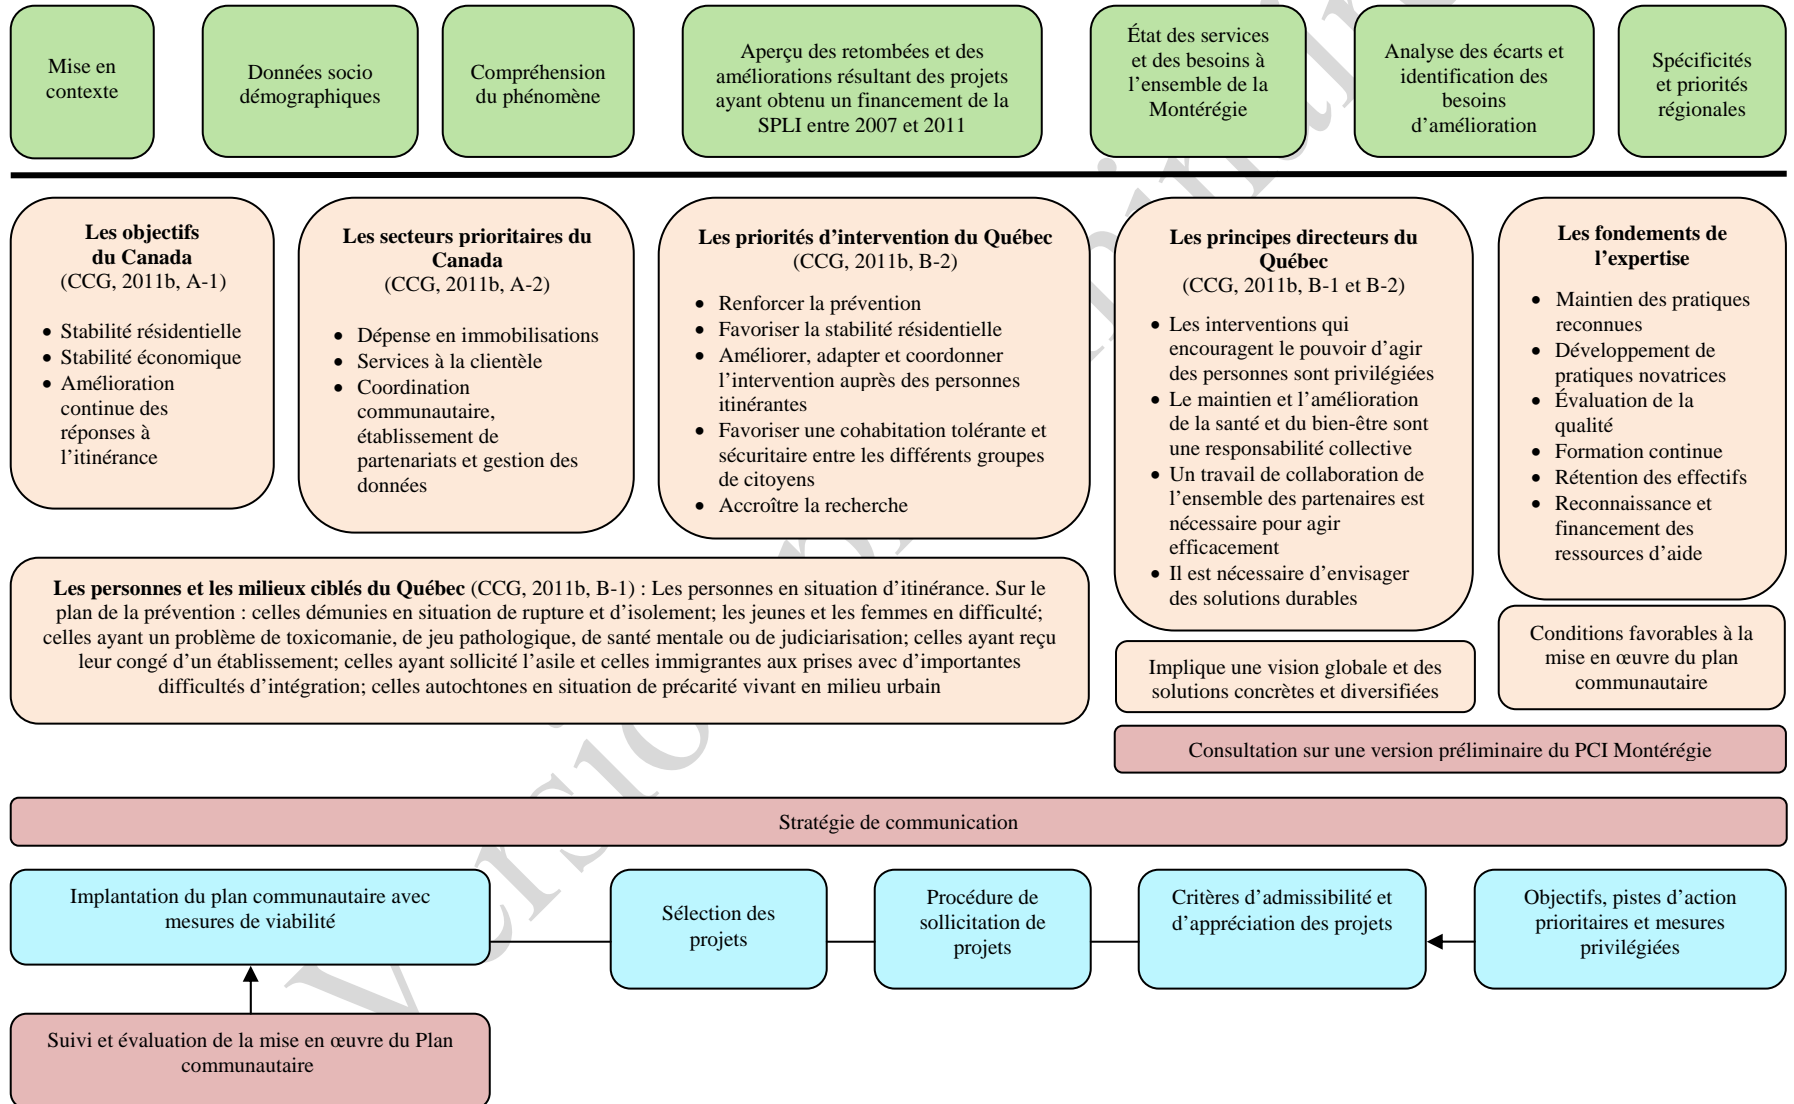 Mise en
contexte
Données socio
démographiques
Compréhension
du phénomène
Aperçu des retombées et des
améliorations résultant des projets
ayant obtenu un financement de la
SPLI entre 2007 et 2011
État des services
et des besoins à
l'ensemble de la
Montérégie
Analyse des écarts et
identification des
besoins
d'amélioration
Spécificités
et priorités
régionales
Les objectifs
du Canada
(CCG, 2011b, A-1)
• Stabilité résidentielle
• Stabilité économique
• Amélioration
continue des
réponses à
l'itinérance
Les secteurs prioritaires du
Canada
(CCG, 2011b, A-2)
• Dépense en immobilisations
• Services à la clientèle
• Coordination
communautaire,
établissement de
partenariats et gestion des
données
Les priorités d'intervention du Québec
(CCG, 2011b, B-2)
• Renforcer la prévention
• Favoriser la stabilité résidentielle
• Améliorer, adapter et coordonner
l'intervention auprès des personnes
itinérantes
• Favoriser une cohabitation tolérante et
sécuritaire entre les différents groupes
de citoyens
• Accroître la recherche
Les principes directeurs du
Québec
(CCG, 2011b, B-1 et B-2)
• Les interventions qui
encouragent le pouvoir d'agir
des personnes sont privilégiées
• Le maintien et l'amélioration
de la santé et du bien-être sont
une responsabilité collective
• Un travail de collaboration de
l'ensemble des partenaires est
nécessaire pour agir
efficacement
• Il est nécessaire d'envisager
des solutions durables
Les fondements de
l'expertise
• Maintien des pratiques
reconnues
• Développement de
pratiques novatrices
• Évaluation de la
qualité
• Formation continue
• Rétention des effectifs
• Reconnaissance et
financement des
ressources d'aide
Les personnes et les milieux ciblés du Québec (CCG, 2011b, B-1) : Les personnes en situation d'itinérance. Sur le
plan de la prévention : celles démunies en situation de rupture et d'isolement; les jeunes et les femmes en difficulté;
celles ayant un problème de toxicomanie, de jeu pathologique, de santé mentale ou de judiciarisation; celles ayant reçu
leur congé d'un établissement; celles ayant sollicité l'asile et celles immigrantes aux prises avec d'importantes
difficultés d'intégration; celles autochtones en situation de précarité vivant en milieu urbain
Implique une vision globale et des
solutions concrètes et diversifiées
Conditions favorables à la
mise en œuvre du plan
communautaire
Consultation sur une version préliminaire du PCI Montérégie
Stratégie de communication
Implantation du plan communautaire avec
mesures de viabilité
Sélection des
projets
Procédure de
sollicitation de
projets
Critères d'admissibilité et
d'appréciation des projets
Objectifs, pistes d'action
prioritaires et mesures
privilégiées
Suivi et évaluation de la mise en œuvre du Plan
communautaire